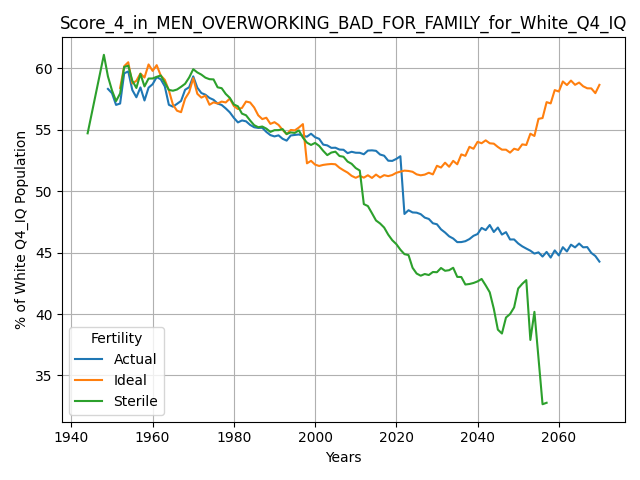 Score_4_in_MEN_OVERWORKING_BAD_FOR_FAMILY_for_White_Q4_IQ
% of White Q4_IQ Population
60
55
50
45
40
35
Fertility
Actual
Ideal
Sterile
1940 1960 1980 2000 2020 2040 2060
Years